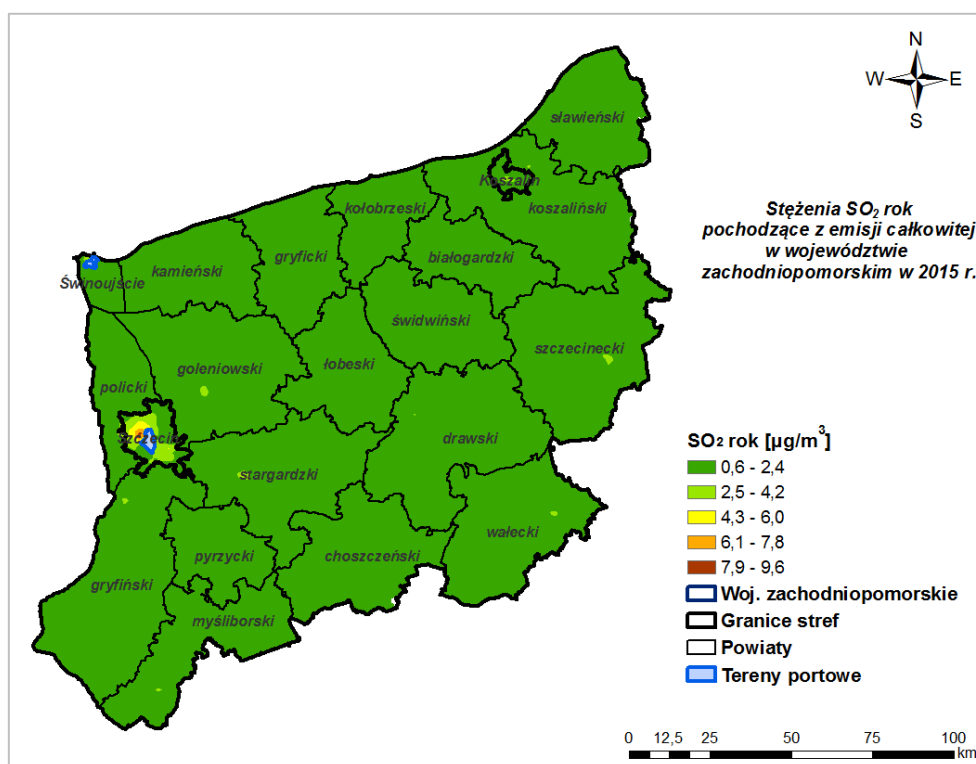 N
W E
S
Stężenia SO2 rok
pochodzące z emisji całkowitej
w województwie
zachodniopomorskim w 2015 r.
sławieński
Koszalin
kołobrzeski
koszaliński
gryficki
białogardzki
kamieński
Świnoujście
świdwiński
szczecinecki
łobeski
goleniowski
policki
Szczecin
drawski
stargardzki
wałecki
choszczeński
pyrzycki
gryfiński
myśliborski
SO2 rok [µg/m³]
0,6 - 2,4
2,5 - 4,2
4,3 - 6,0
6,1 - 7,8
7,9 - 9,6
Woj. zachodniopomorskie
Granice stref
Powiaty
Tereny portowe
0 12,5 25 50 75 100
km